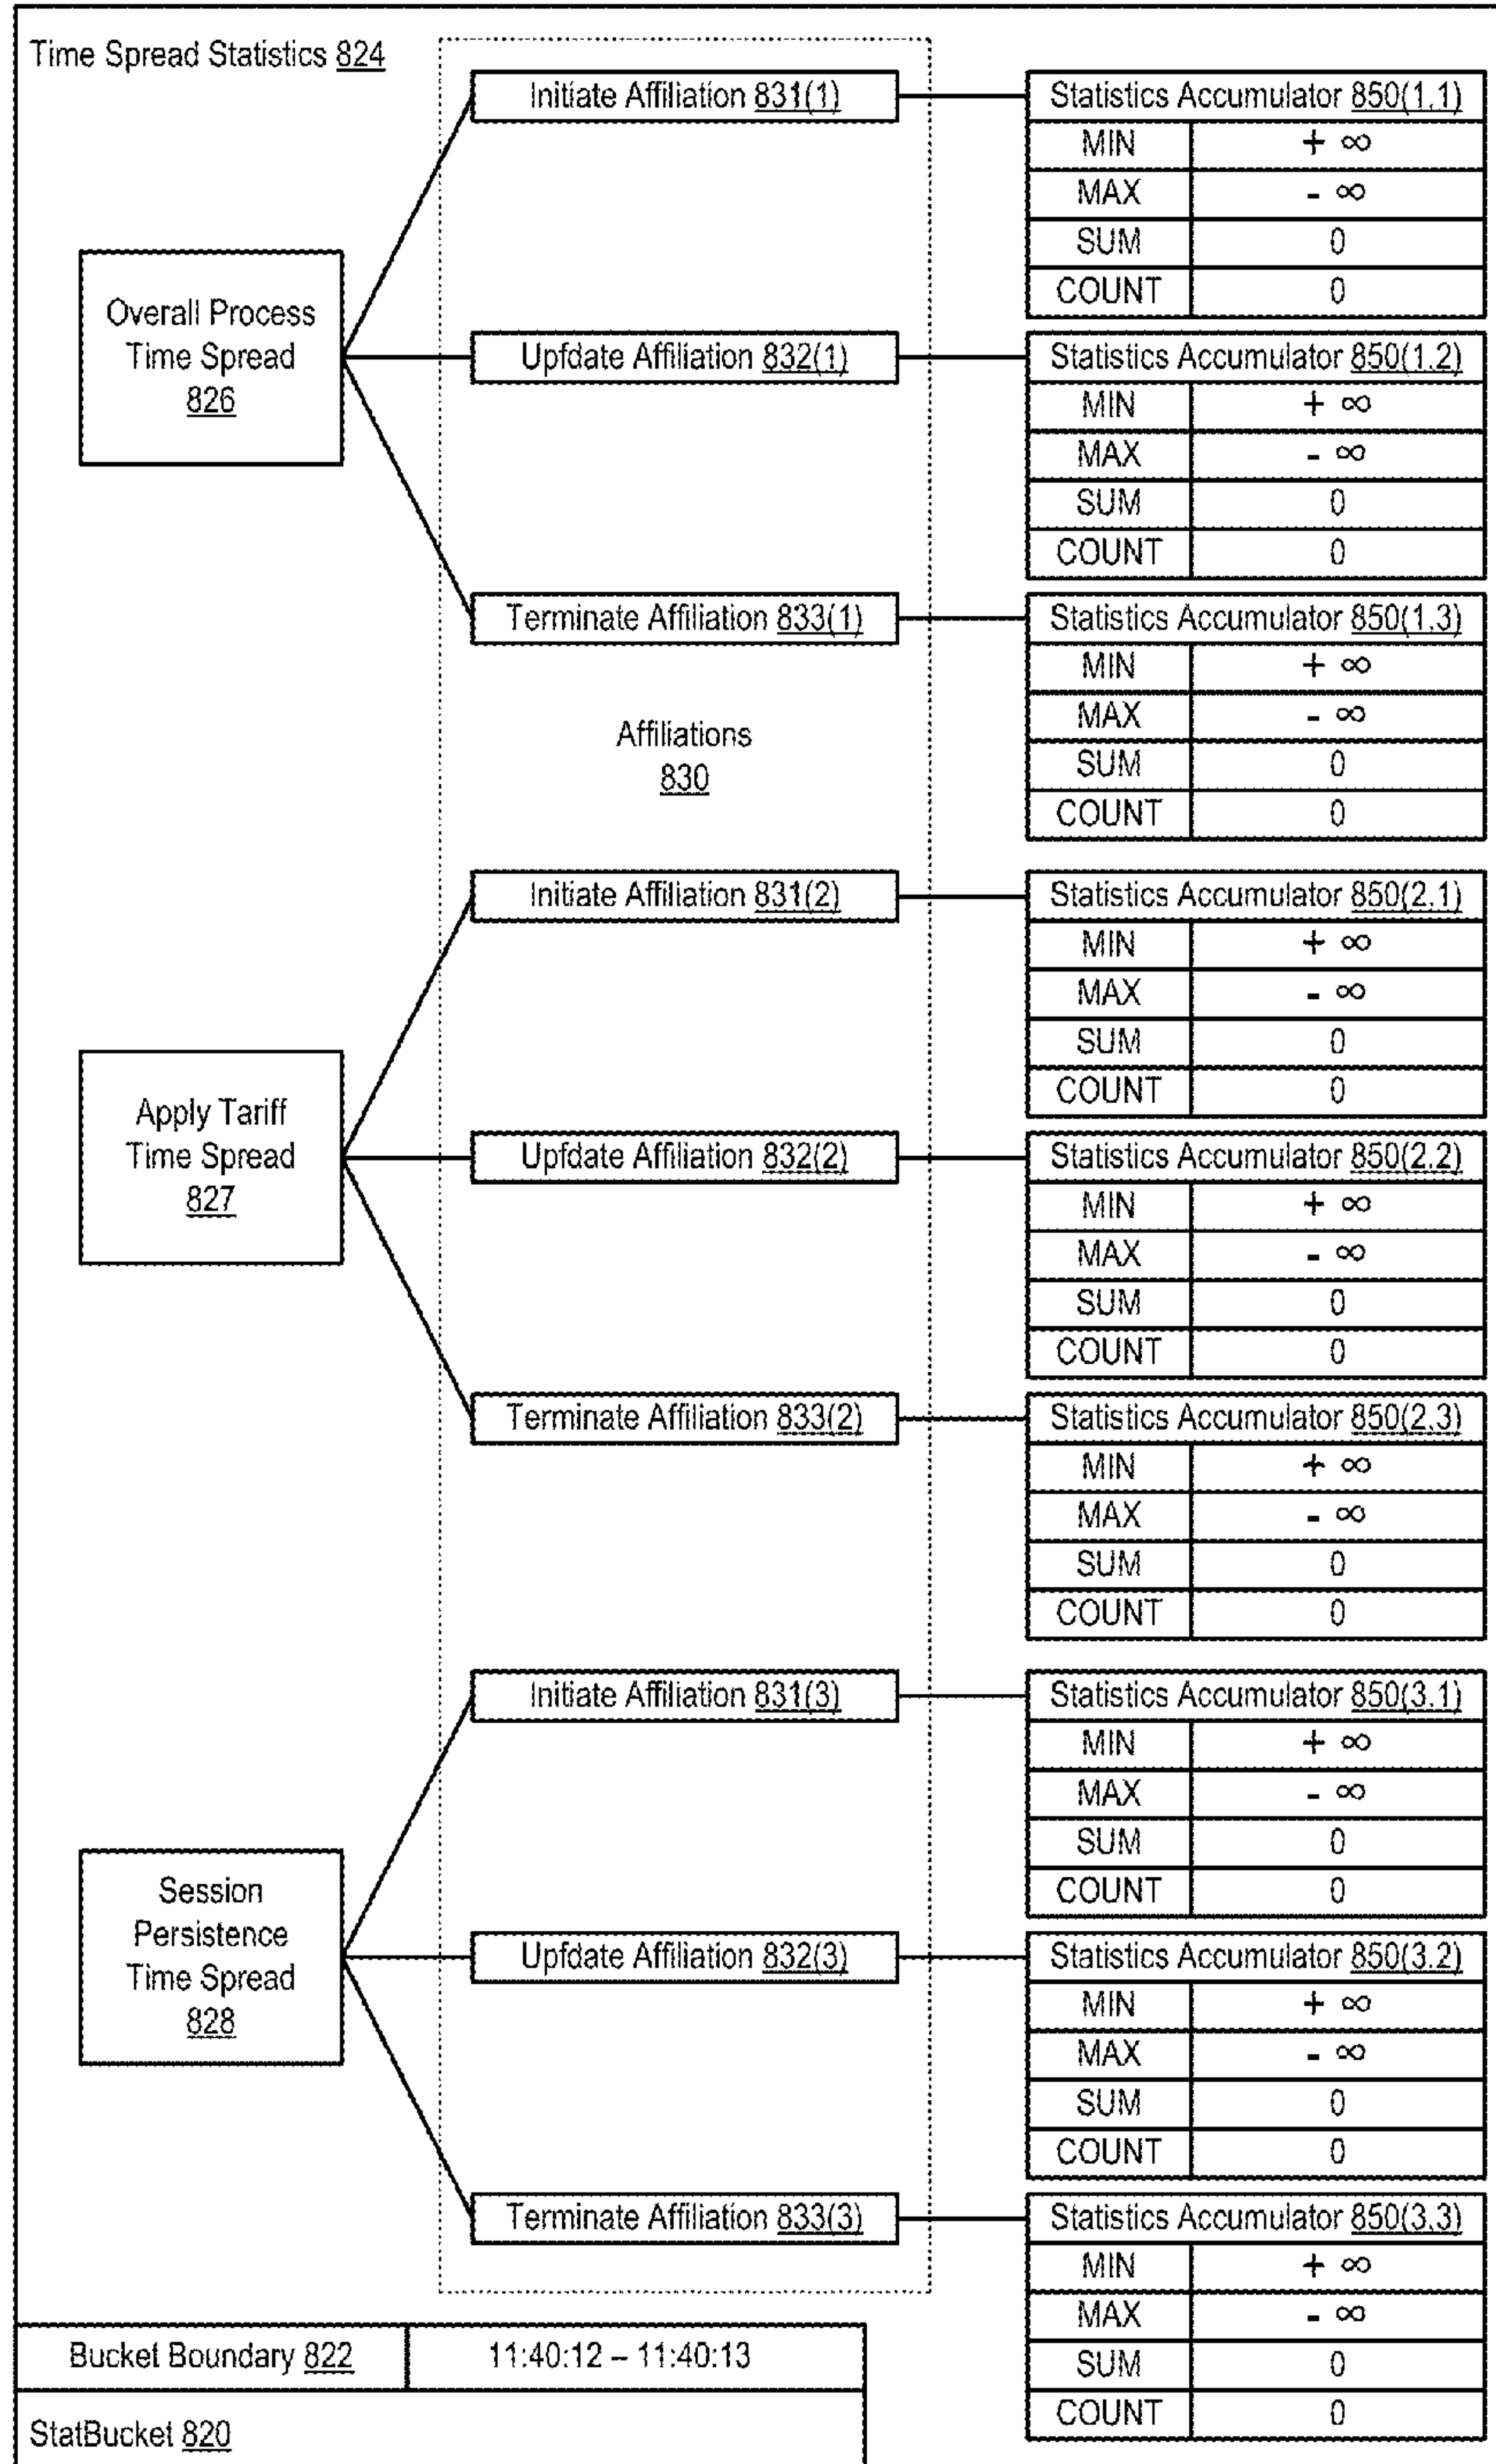 Time Spread Statistics 824
Initiate Affiliation 831(1)
Statistics Accumulator 850(1,1)
MIN + ∞
MAX - ∞
SUM 0
COUNT 0
Overall Process
Time Spread
826
Upfdate Affiliation 832(1)
Statistics Accumulator 850(1,2)
MIN + ∞
MAX - ∞
SUM 0
COUNT 0
Terminate Affiliation 833(1)
Statistics Accumulator 850(1,3)
MIN + ∞
MAX - ∞
SUM 0
COUNT 0
Affiliations
830
Initiate Affiliation 831(2)
Statistics Accumulator 850(2,1)
MIN + ∞
MAX - ∞
SUM 0
COUNT 0
Apply Tariff
Time Spread
827
Upfdate Affiliation 832(2)
Statistics Accumulator 850(2,2)
MIN + ∞
MAX - ∞
SUM 0
COUNT 0
Terminate Affiliation 833(2)
Statistics Accumulator 850(2,3)
MIN + ∞
MAX - ∞
SUM 0
COUNT 0
Initiate Affiliation 831(3)
Statistics Accumulator 850(3,1)
MIN + ∞
MAX - ∞
SUM 0
COUNT 0
Session
Persistence
Time Spread
828
Upfdate Affiliation 832(3)
Statistics Accumulator 850(3,2)
MIN + ∞
MAX - ∞
SUM 0
COUNT 0
Terminate Affiliation 833(3)
Statistics Accumulator 850(3,3)
MIN + ∞
MAX - ∞
SUM 0
COUNT 0
Bucket Boundary 822 11:40:12 – 11:40:13
StatBucket 820